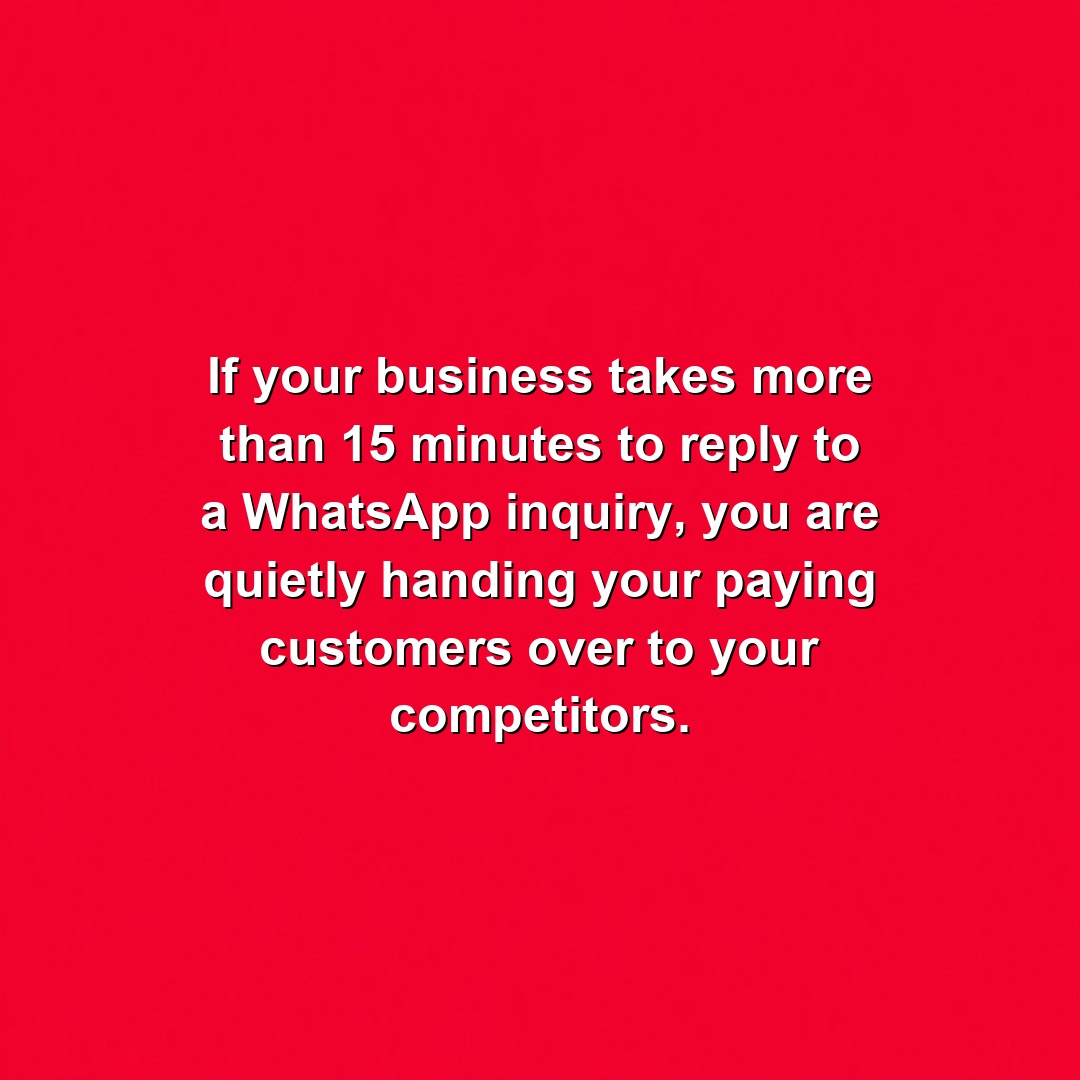 If your business takes more
than 15 minutes to reply to
a WhatsApp inquiry, you are
quietly handing your paying
customers over to your
competitors.